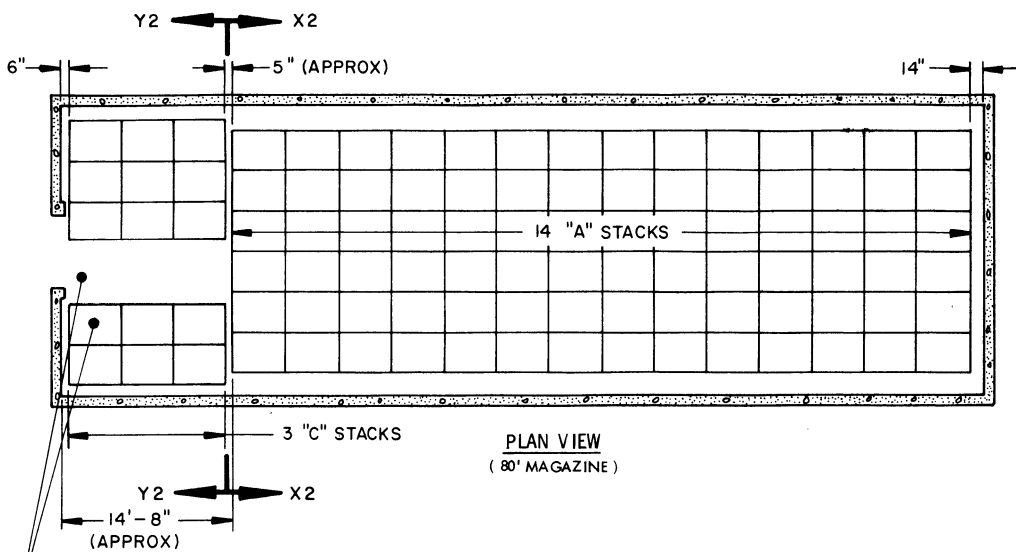 Y2 X2
6" 5" (APPROX) 14"
14 "A" STACKS
3 "C" STACKS
PLAN VIEW
( 80' MAGAZINE )
Y2 X2
14'-8"
(APPROX)